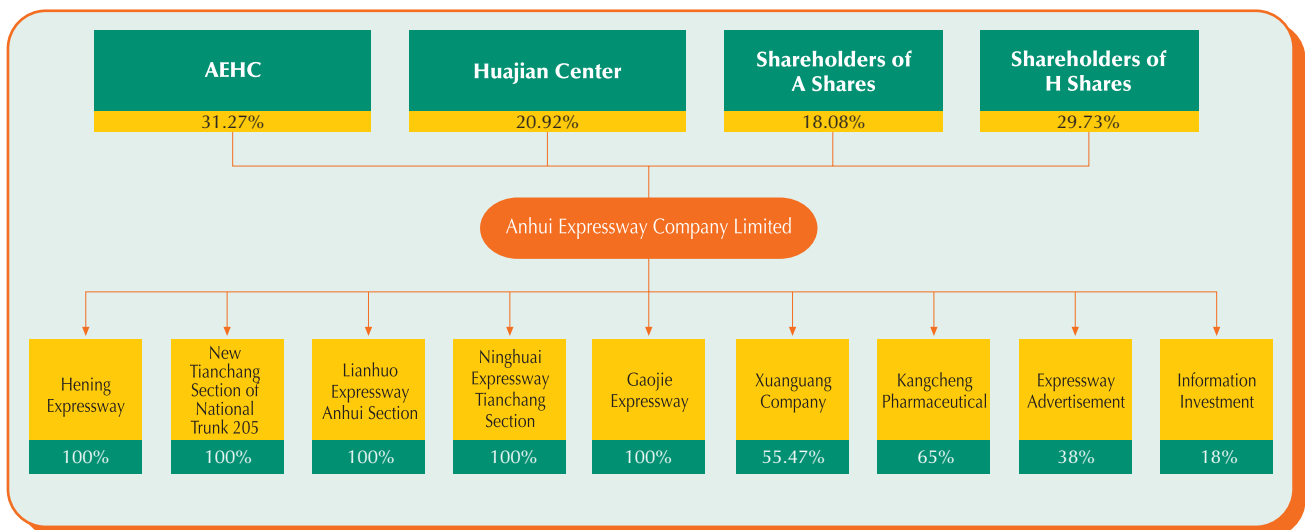 AEHC
31.27%
Huajian Center
20.92%
Shareholders of
A Shares
18.08%
Shareholders of
H Shares
29.73%
Anhui Expressway Company Limited
Hening
Expressway
100%
New
Tianchang
Section of
National
Trunk 205
100%
Lianhuo
Expressway
Anhui Section
100%
Ninghuai
Expressway
Tianchang
Section
100%
Gaojie
Expressway
100%
Xuanguang
Company
55.47%
Kangcheng
Pharmaceutical
65%
Expressway
Advertisement
38%
Information
Investment
18%